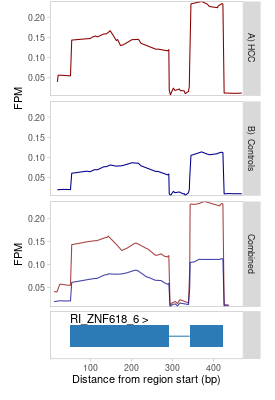 0.20
0.15
0.10
0.05
A) HCC
FPM
0.20
0.15
0.10
0.05
B) Controls
0.20
0.15
0.10
0.05
FPM
Combined
RI_ZNF618_6 >
100 200 300 400
Distance from region start (bp)